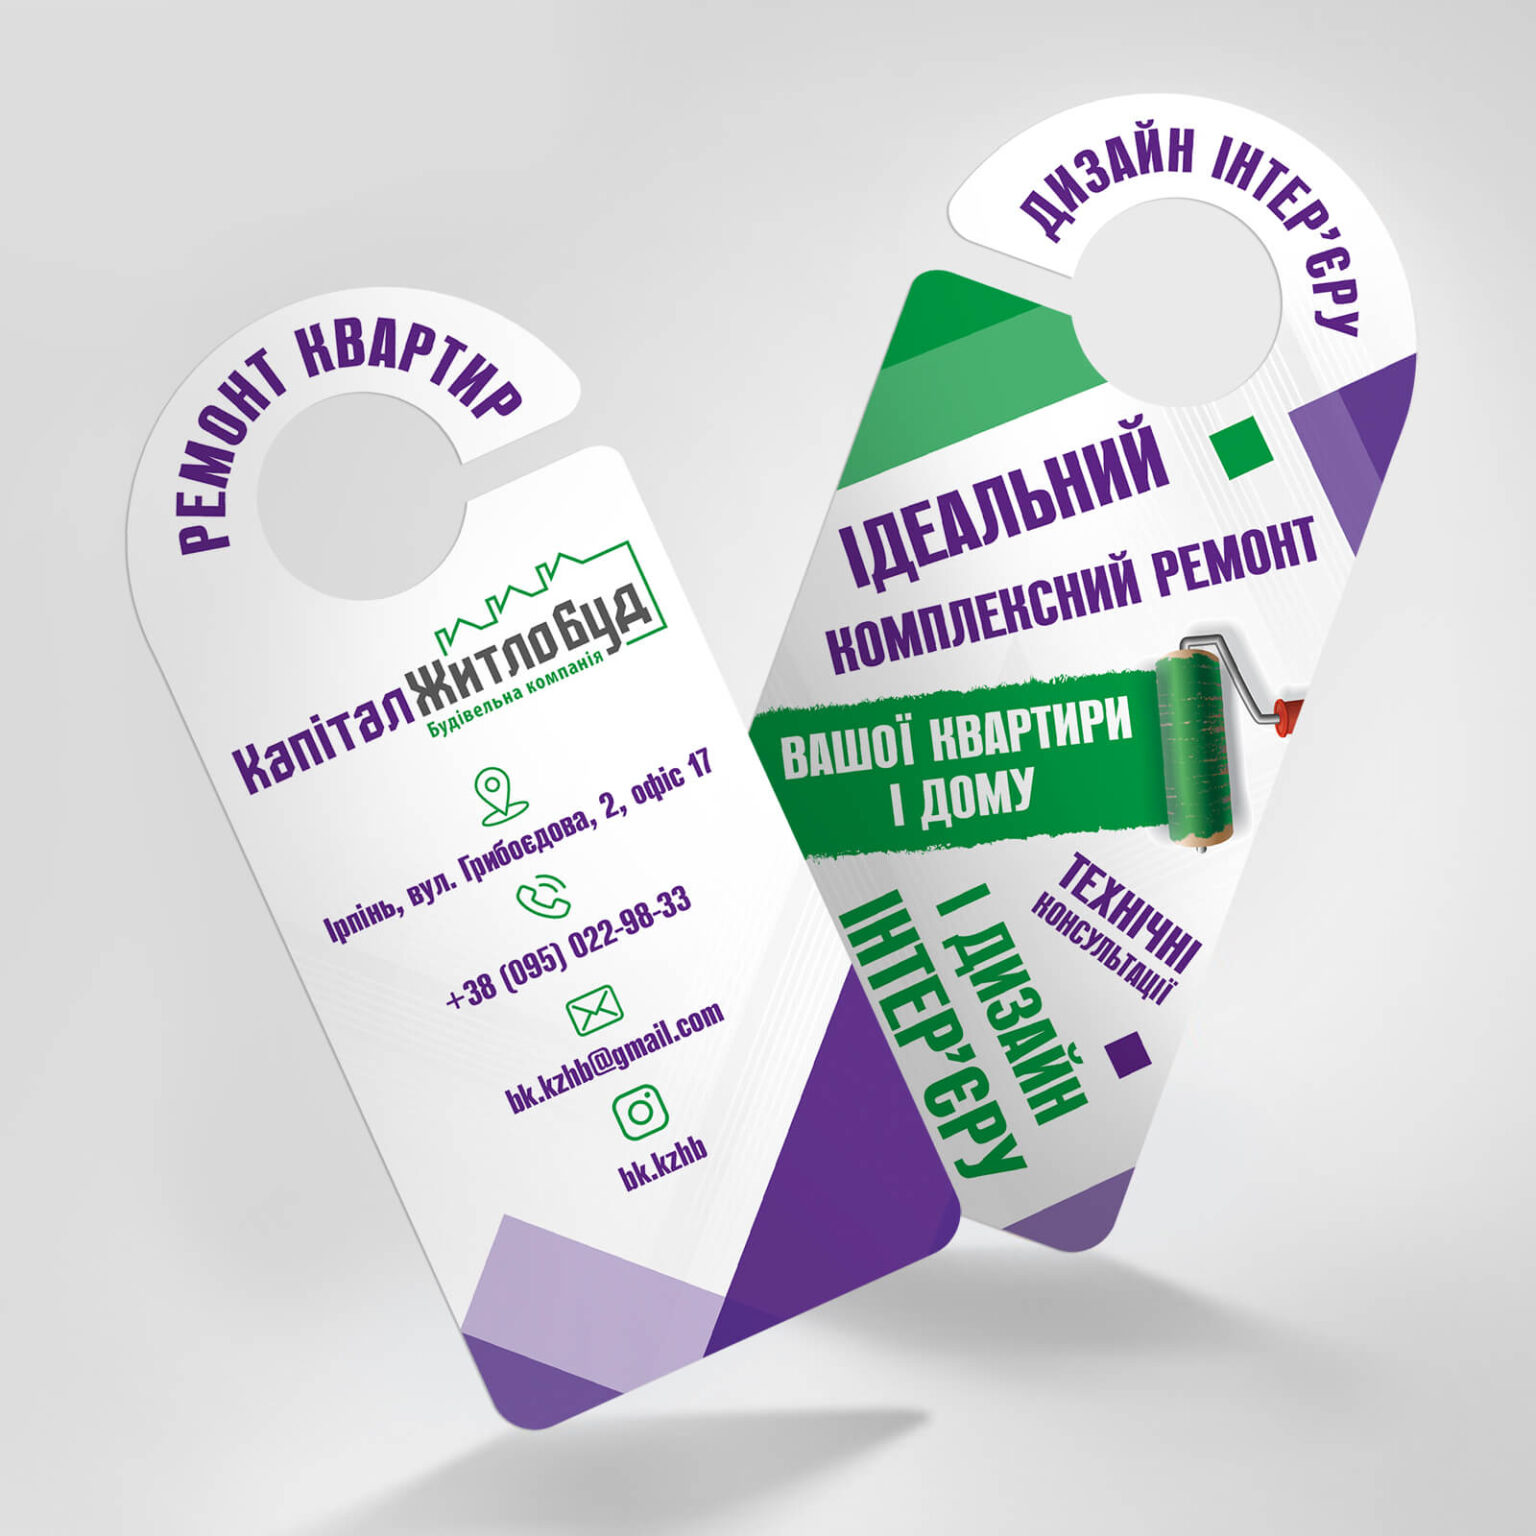 РЕМОНТ КВАРТИР
КапіталЖитлоБуд
Будівельна компанія
Ірпінь, вул. Грибоєдова, 2, офіс 17
+38 (095) 022-98-33
bk.kzhb@gmail.com
bk.kzhb
ДИЗАЙН ІНТЕР’ЄРУ
ІДЕАЛЬНИЙ
КОМПЛЕКСНИЙ РЕМОНТ
ВАШОЇ КВАРТИРИ
І ДОМУ
І ДИЗАЙН
ІНТЕР’ЄРУ
ТЕХНІЧНІ
КОНСУЛЬТАЦІЇ